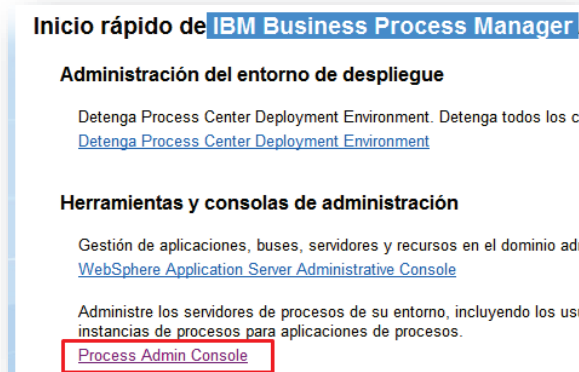 Inicio rápido de IBM Business Process Manager
Administración del entorno de despliegue
Detenga Process Center Deployment Environment. Detenga todos los
Detenga Process Center Deployment Environment
Herramientas y consolas de administración
Gestión de aplicaciones, buses, servidores y recursos en el dominio
WebSphere Application Server Administrative Console
Administre los servidores de procesos de su entorno, incluyendo los
instancias de procesos para aplicaciones de procesos.
Process Admin Console